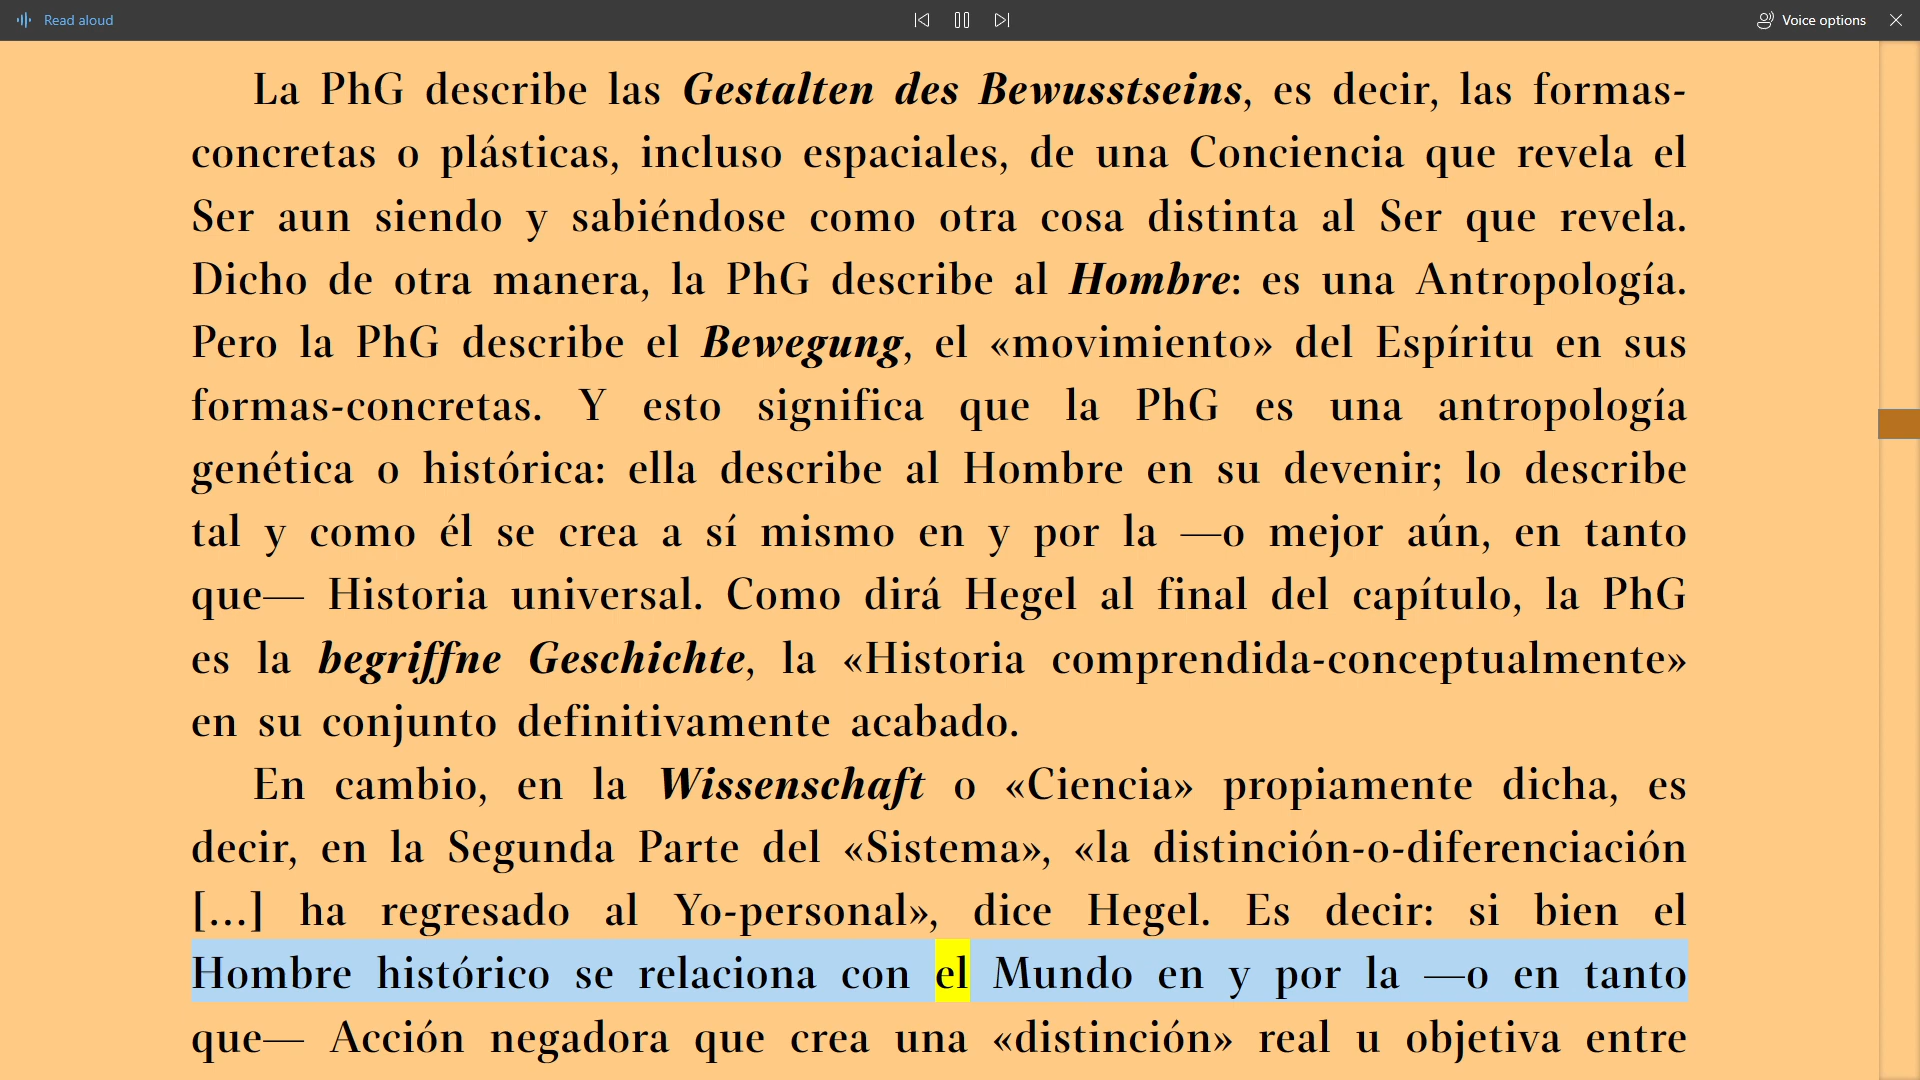 Read aloud
Voice options
La PhG describe las Gestalten des Bewusstseins, es decir, las formas-
concretas o plásticas, incluso espaciales, de una Conciencia que revela el
Ser aun siendo y sabiéndose como otra cosa distinta al Ser que revela.
Dicho de otra manera, la PhG describe al Hombre: es una Antropología.
Pero la PhG describe el Bewegung, el «movimiento» del Espíritu en sus
formas-concretas. Y esto significa que la PhG es una antropología
genética o histórica: ella describe al Hombre en su devenir; lo describe
tal y como él se crea a sí mismo en y por la —o mejor aún, en tanto
que— Historia universal. Como dirá Hegel al final del capítulo, la PhG
es la begriffne Geschichte, la «Historia comprendida-conceptualmente»
en su conjunto definitivamente acabado.
En cambio, en la Wissenschaft o «Ciencia» propiamente dicha, es
decir, en la Segunda Parte del «Sistema», «la distinción-o-diferenciación
[...] ha regresado al Yo-personal», dice Hegel. Es decir: si bien el
Hombre histórico se relaciona con el Mundo en y por la —o en tanto
que— Acción negadora que crea una «distinción» real u objetiva entre